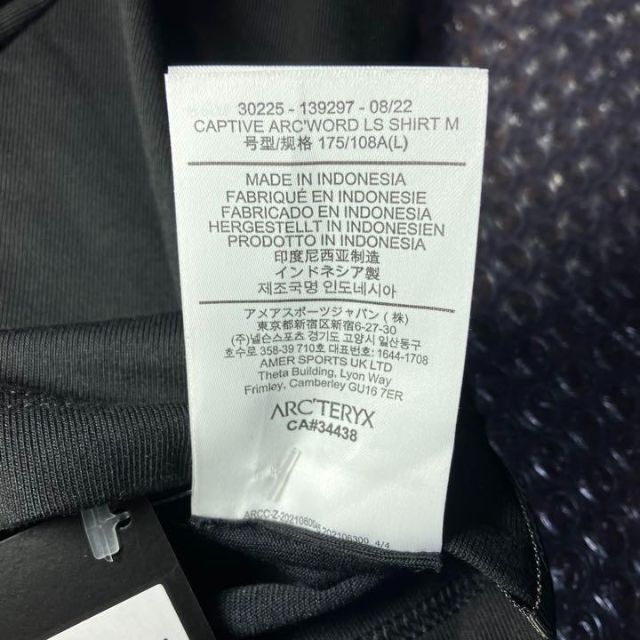 30225 - 139297 - 08/22
CAPTIVE ARC'WORD LS SHIRT M
号型/规格 175/108A(L)
MADE IN INDONESIA
FABRIQUÉ EN INDONÉSIE
FABRICADO EN INDONESIA
HERGESTELLT IN INDONESIEN
PRODOTTO IN INDONESIA
印度尼西亚制造
インドネシア製
제조국명 인도네시아
アメアスポーツジャパン (株)
東京都新宿区新宿6-27-30
(주)넬슨스포츠 경기도 고양시 일산동구
호수로 358-39 710호 대표번호: 1644-1708
AMER SPORTS UK LTD
Theta Building, Lyon Way
Frimley, Camberley GU16 7ER
ARC'TERYX
CA#34438
4/4